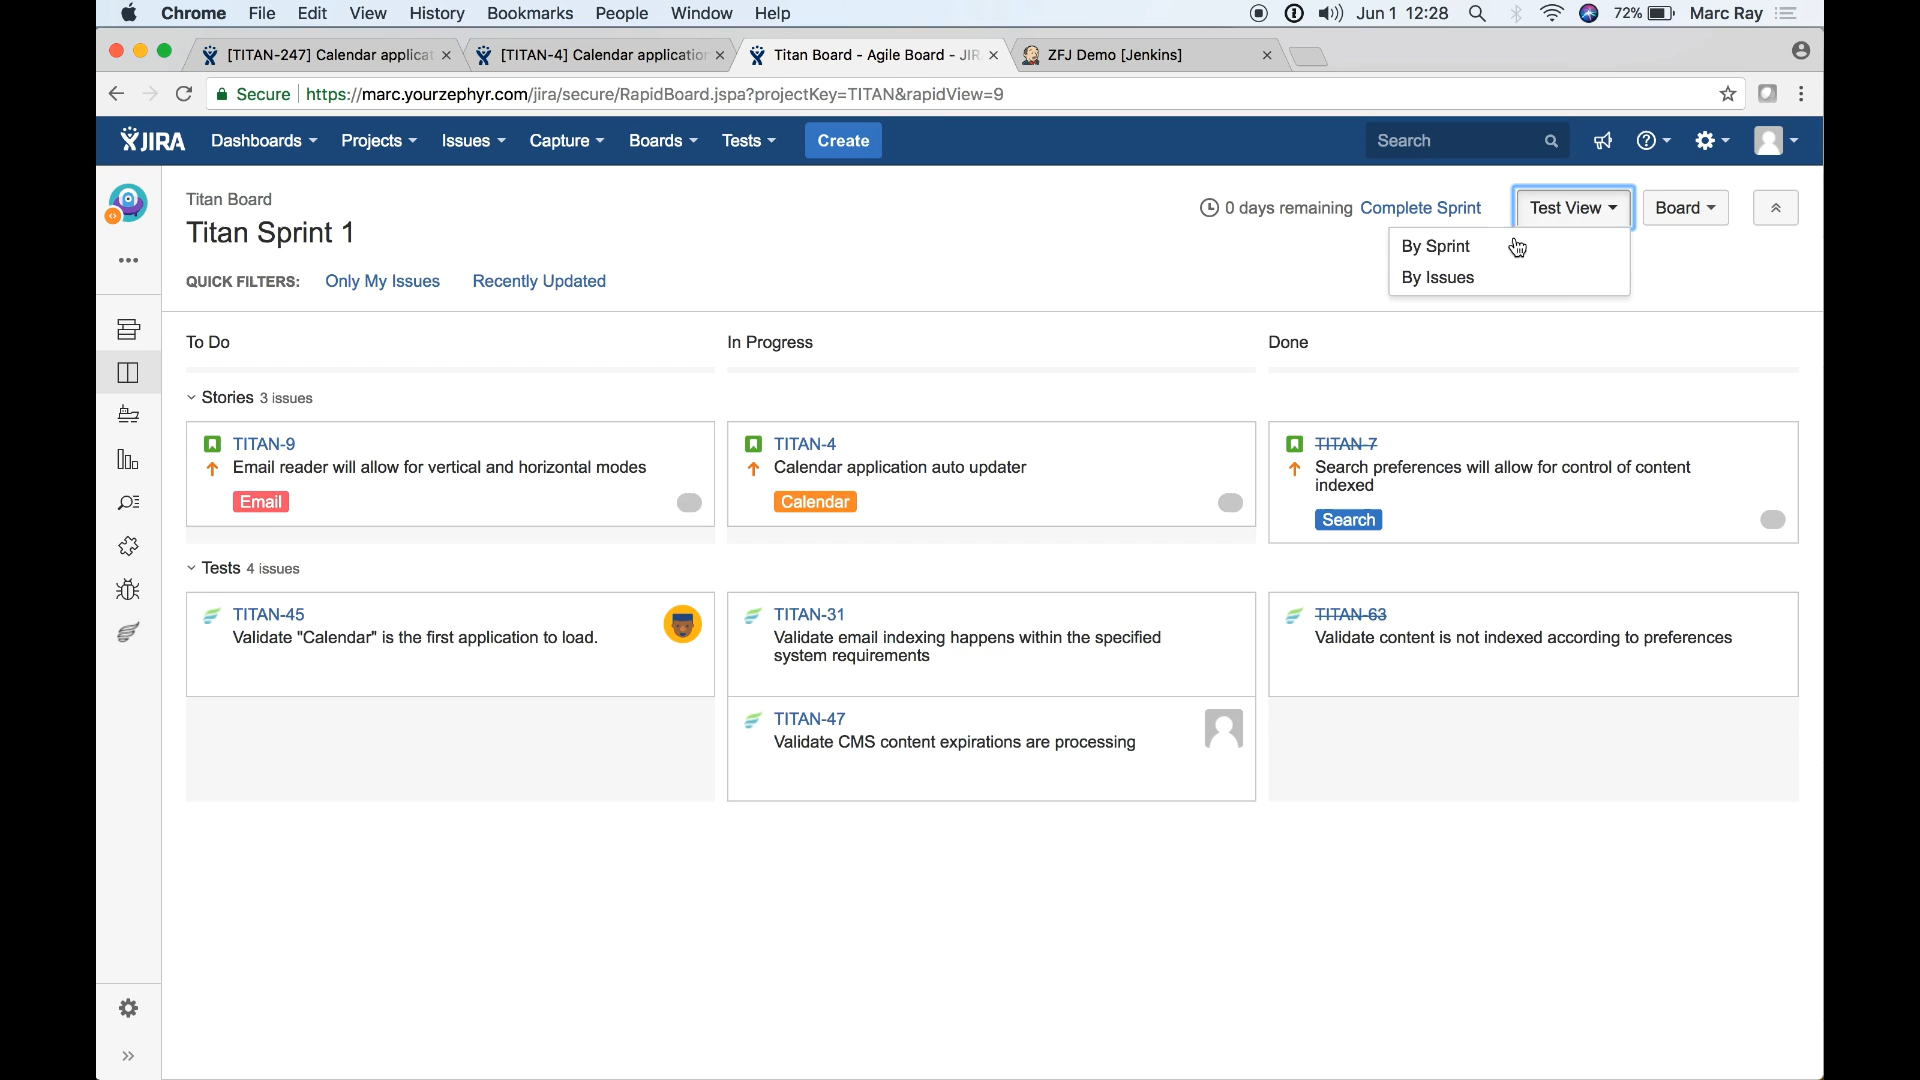 Chrome File Edit View History Bookmarks People Window Help Jun 1 12:28 72% Marc Ray
[TITAN-247] Calendar applicat [TITAN-4] Calendar application Titan Board - Agile Board - JIR ZFJ Demo [Jenkins]
Secure https://marc.yourzephyr.com/jira/secure/RapidBoard.jspa?projectKey=TITAN&rapidView=9
JIRA Dashboards Projects Issues Capture Boards Tests Create Search
Titan Board
Titan Sprint 1
0 days remaining Complete Sprint Test View Board
By Sprint
By Issues
QUICK FILTERS: Only My Issues Recently Updated
To Do In Progress Done
Stories 3 issues
TITAN-9
Email reader will allow for vertical and horizontal modes
Email
TITAN-4
Calendar application auto updater
Calendar
TITAN-7
Search preferences will allow for control of content
indexed
Search
Tests 4 issues
TITAN-45
Validate "Calendar" is the first application to load.
TITAN-31
Validate email indexing happens within the specified
system requirements
TITAN-63
Validate content is not indexed according to preferences
TITAN-47
Validate CMS content expirations are processing